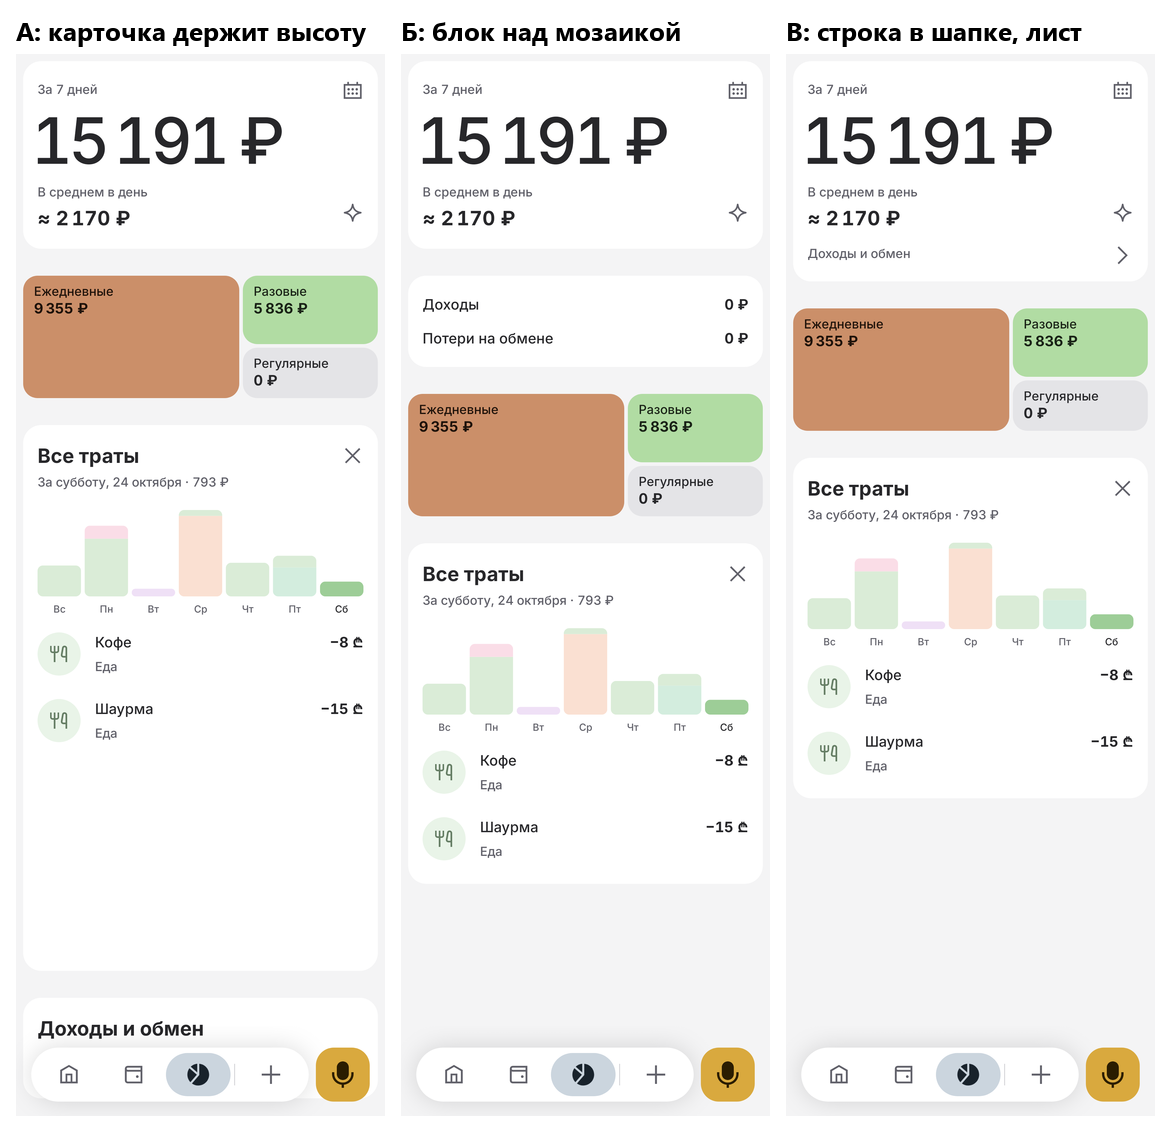 А: карточка держит высоту
За 7 дней
15 191 ₽
В среднем в день
≈ 2 170 ₽
Ежедневные
9 355 ₽
Разовые
5 836 ₽
Регулярные
0 ₽
Все траты
За субботу, 24 октября · 793 ₽
Вс Пн Вт Ср Чт Пт Сб
Кофе −8 ₾
Еда
Шаурма −15 ₾
Еда
Доходы и обмен
Б: блок над мозаикой
За 7 дней
15 191 ₽
В среднем в день
≈ 2 170 ₽
Доходы 0 ₽
Потери на обмене 0 ₽
Ежедневные
9 355 ₽
Разовые
5 836 ₽
Регулярные
0 ₽
Все траты
За субботу, 24 октября · 793 ₽
Вс Пн Вт Ср Чт Пт Сб
Кофе −8 ₾
Еда
Шаурма −15 ₾
Еда
В: строка в шапке, лист
За 7 дней
15 191 ₽
В среднем в день
≈ 2 170 ₽
Доходы и обмен
Ежедневные
9 355 ₽
Разовые
5 836 ₽
Регулярные
0 ₽
Все траты
За субботу, 24 октября · 793 ₽
Вс Пн Вт Ср Чт Пт Сб
Кофе −8 ₾
Еда
Шаурма −15 ₾
Еда